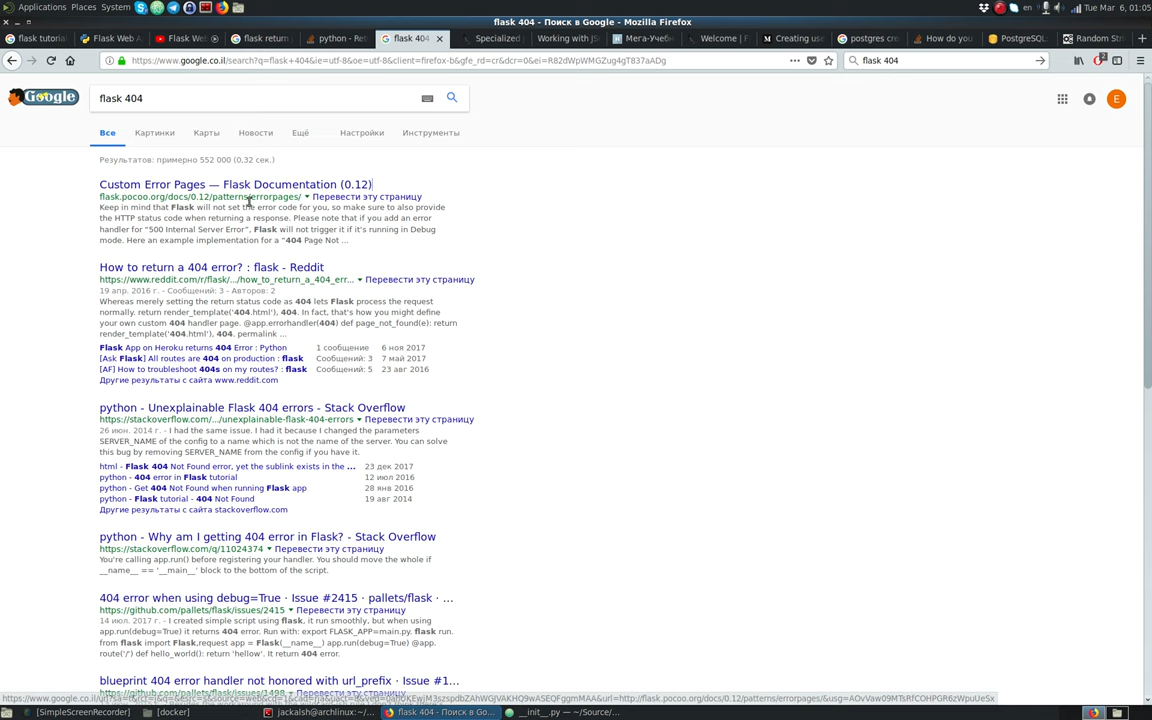 Applications Places System en Tue Mar 6, 01:05
flask 404 - Поиск в Google - Mozilla Firefox
flask tutorial Flask Web A Flask Web flask return python - Ret flask 404 Specialized Working with JS Мега-Учеб Welcome | F Creating use postgres cre How do you PostgreSQL: Random Str
https://www.google.co.il/search?q=flask+404&ie=utf-8&oe=utf-8&client=firefox-b&gfe_rd=cr&dcr=0&ei=R82dWpWMGZug4gT837aADg flask 404
Google flask 404 E
Все Картинки Карты Новости Ещё Настройки Инструменты
Результатов: примерно 552 000 (0,32 сек.)
Custom Error Pages — Flask Documentation (0.12)
flask.pocoo.org/docs/0.12/patterns/errorpages/ Перевести эту страницу
Keep in mind that Flask will not set the error code for you, so make sure to also provide
the HTTP status code when returning a response. Please note that if you add an error
handler for "500 Internal Server Error", Flask will not trigger it if it's running in Debug
mode. Here an example implementation for a "404 Page Not ...
How to return a 404 error? : flask - Reddit
https://www.reddit.com/r/flask/.../how_to_return_a_404_err... Перевести эту страницу
19 апр. 2016 г. - Сообщений: 3 - Авторов: 2
Whereas merely setting the return status code as 404 lets Flask process the request
normally. return render_template('404.html'), 404. In fact, that's how you might define
your own custom 404 handler page. @app.errorhandler(404) def page_not_found(e): return
render_template('404.html'), 404. permalink ...
Flask App on Heroku returns 404 Error : Python 1 сообщение 6 ноя 2017
[Ask Flask] All routes are 404 on production : flask Сообщений: 3 7 май 2017
[AF] How to troubleshoot 404s on my routes? : flask Сообщений: 5 23 авг 2016
Другие результаты с сайта www.reddit.com
python - Unexplainable Flask 404 errors - Stack Overflow
https://stackoverflow.com/.../unexplainable-flask-404-errors Перевести эту страницу
26 июн. 2014 г. - I had the same issue. I had it because I changed the parameters
SERVER_NAME of the config to a name which is not the name of the server. You can solve
this bug by removing SERVER_NAME from the config if you have it.
html - Flask 404 Not Found error, yet the sublink exists in the ... 23 дек 2017
python - 404 error in Flask tutorial 12 июл 2016
python - Get 404 Not Found when running Flask app 28 янв 2016
python - Flask tutorial - 404 Not Found 19 авг 2014
Другие результаты с сайта stackoverflow.com
python - Why am I getting 404 error in Flask? - Stack Overflow
https://stackoverflow.com/q/11024374 Перевести эту страницу
You're calling app.run() before registering your handler. You should move the whole if
__name__ == '__main__' block to the bottom of the script.
404 error when using debug=True · Issue #2415 · pallets/flask · ...
https://github.com/pallets/flask/issues/2415 Перевести эту страницу
14 июл. 2017 г. - I created simple script using flask, it run smoothly, but when using
app.run(debug=True) it returns 404 error. Run with: export FLASK_APP=main.py. flask run.
from flask import Flask,request app = Flask(__name__) app.run(debug=True) @app.
route('/') def hello_world(): return 'hellow'. It return 404 error.
blueprint 404 error handler not honored with url_prefix · Issue #1...
https://github.com/pallets/flask/issues/1498 Перевести эту страницу
[SimpleScreenRecorder] [docker] jackalsh@archlinux:~/... flask 404 - Поиск в Go... __init__.py — ~/Source/...